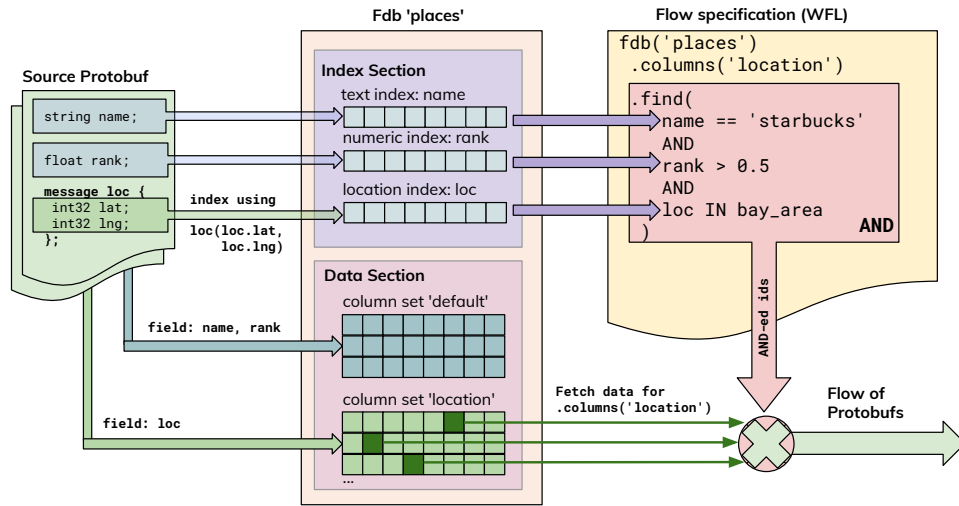 Fdb 'places'
Flow specification (WFL)
Source Protobuf
string name;
float rank;
message loc {
int32 lat;
int32 lng;
};
index using
loc(loc.lat,
loc.lng)
field: name, rank
field: loc
Index Section
text index: name
numeric index: rank
location index: loc
Data Section
column set 'default'
column set 'location'
...
fdb('places')
.columns('location')
.find(
name == 'starbucks'
AND
rank > 0.5
AND
loc IN bay_area
)
AND
AND-ed ids
Fetch data for
.columns('location')
Flow of
Protobufs